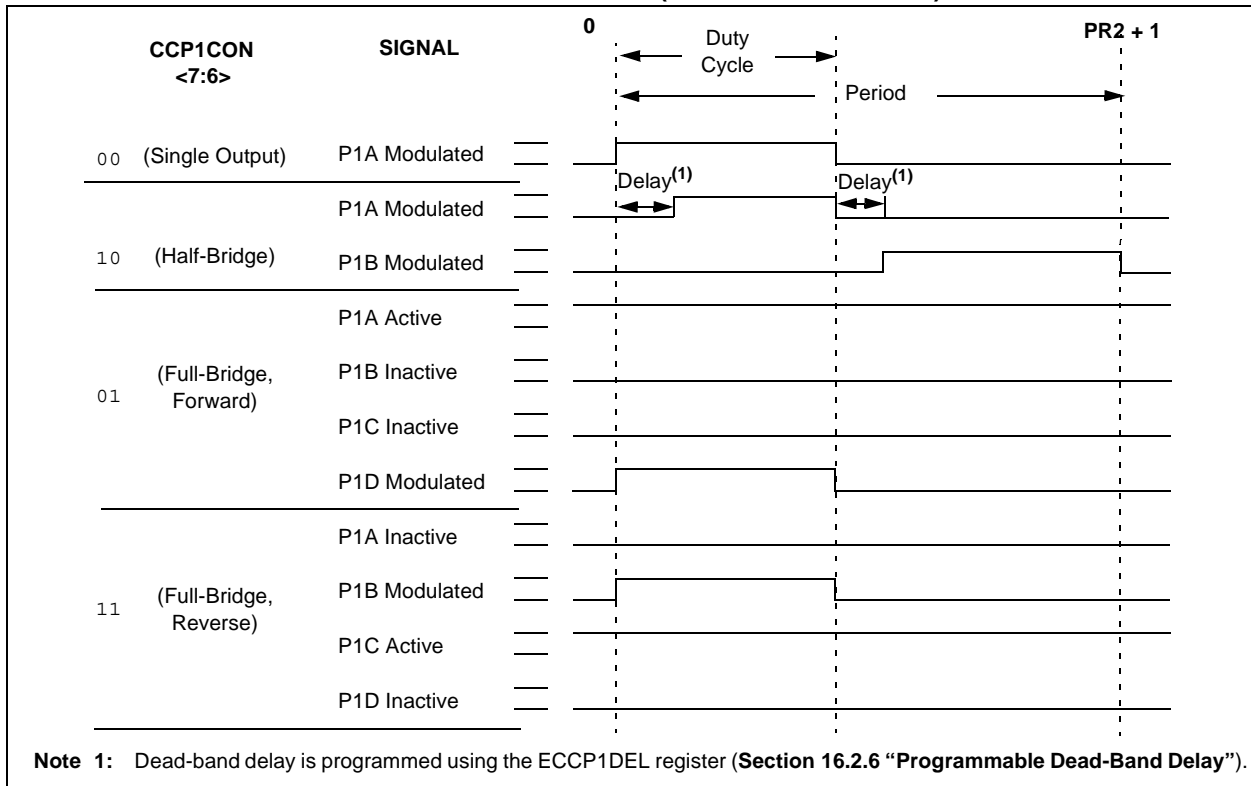 0
PR2 + 1
CCP1CON
<7:6>
SIGNAL
Duty
Cycle
Period
00 (Single Output) P1A Modulated
Delay(1) Delay(1)
P1A Modulated
10 (Half-Bridge) P1B Modulated
P1A Active
P1B Inactive
01 (Full-Bridge,
Forward)
P1C Inactive
P1D Modulated
P1A Inactive
P1B Modulated
11 (Full-Bridge,
Reverse)
P1C Active
P1D Inactive
Note 1: Dead-band delay is programmed using the ECCP1DEL register (Section 16.2.6 “Programmable Dead-Band Delay”).